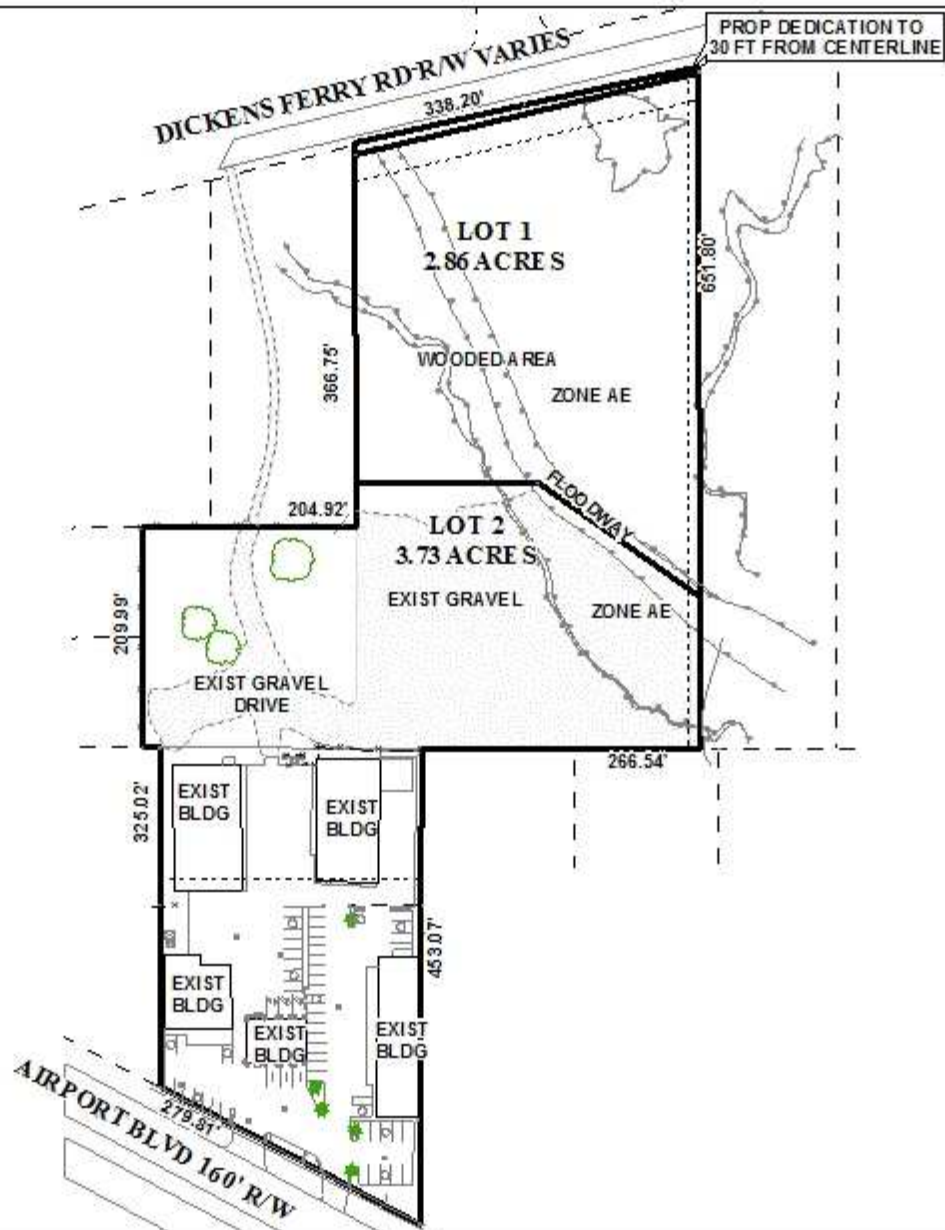 PROP DEDICATION TO
30 FT FROM CENTERLINE
DICKENS FERRY RD R/W VARIES
338.20'
LOT 1
2.86 ACRES
651.80'
366.75'
WOODED AREA
ZONE AE
FLOODWAY
204.92'
LOT 2
3.73 ACRES
EXIST GRAVEL
ZONE AE
209.99'
EXIST GRAVEL
DRIVE
266.54'
325.02'
EXIST
BLDG
EXIST
BLDG
453.07'
EXIST
BLDG
EXIST
BLDG
EXIST
BLDG
279.81'
AIRPORT BLVD 160' R/W